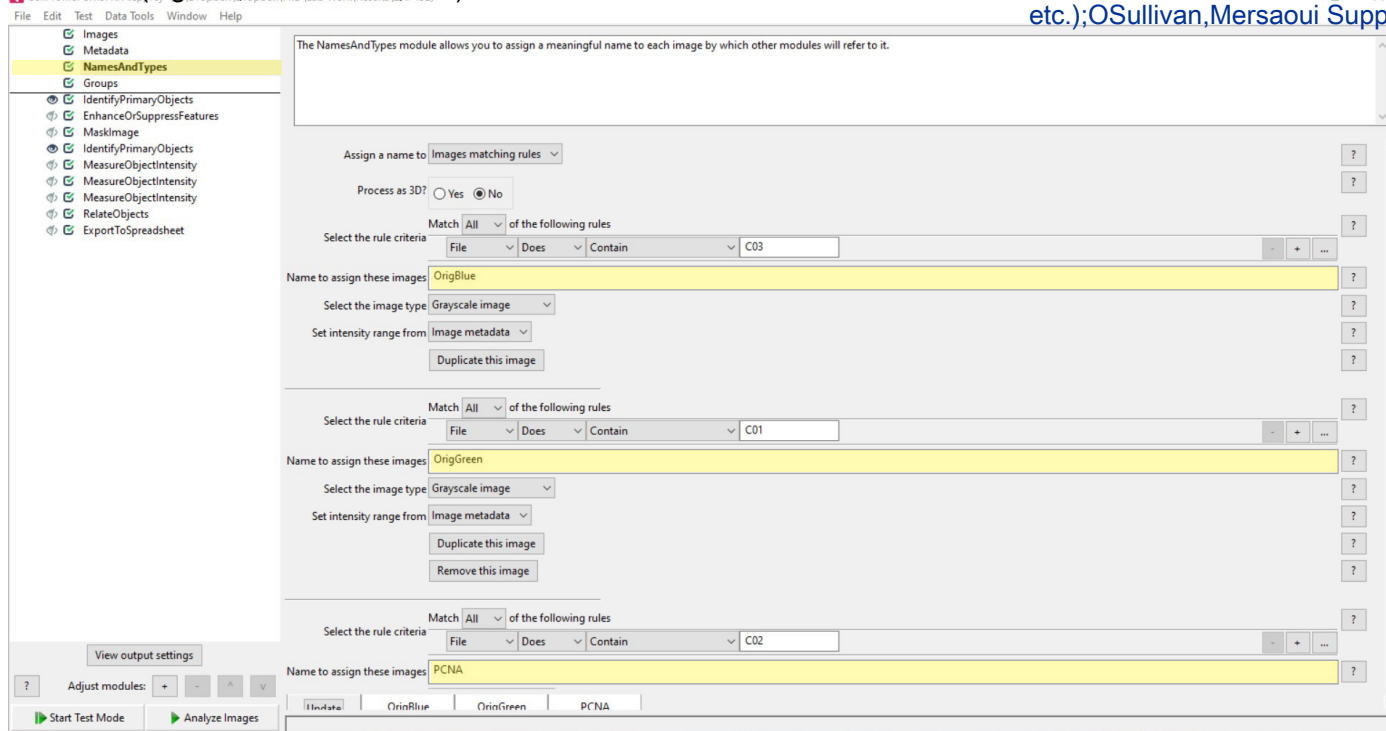 etc.);OSullivan,Mersaoui Supp
File Edit Test Data Tools Window Help
Images
Metadata
NamesAndTypes
Groups
IdentifyPrimaryObjects
EnhanceOrSuppressFeatures
MaskImage
IdentifyPrimaryObjects
MeasureObjectIntensity
MeasureObjectIntensity
MeasureObjectIntensity
RelateObjects
ExportToSpreadsheet
View output settings
? Adjust modules: + - ^ v
Start Test Mode Analyze Images
The NamesAndTypes module allows you to assign a meaningful name to each image by which other modules will refer to it.
Assign a name to Images matching rules ?
Process as 3D? Yes No ?
Match All of the following rules ?
Select the rule criteria
File Does Contain C03 - + ...
Name to assign these images OrigBlue ?
Select the image type Grayscale image ?
Set intensity range from Image metadata ?
Duplicate this image ?
Match All of the following rules ?
Select the rule criteria
File Does Contain C01 - + ...
Name to assign these images OrigGreen ?
Select the image type Grayscale image ?
Set intensity range from Image metadata ?
Duplicate this image ?
Remove this image ?
Match All of the following rules ?
Select the rule criteria
File Does Contain C02 - + ...
Name to assign these images PCNA ?
Update OrigBlue OrigGreen PCNA